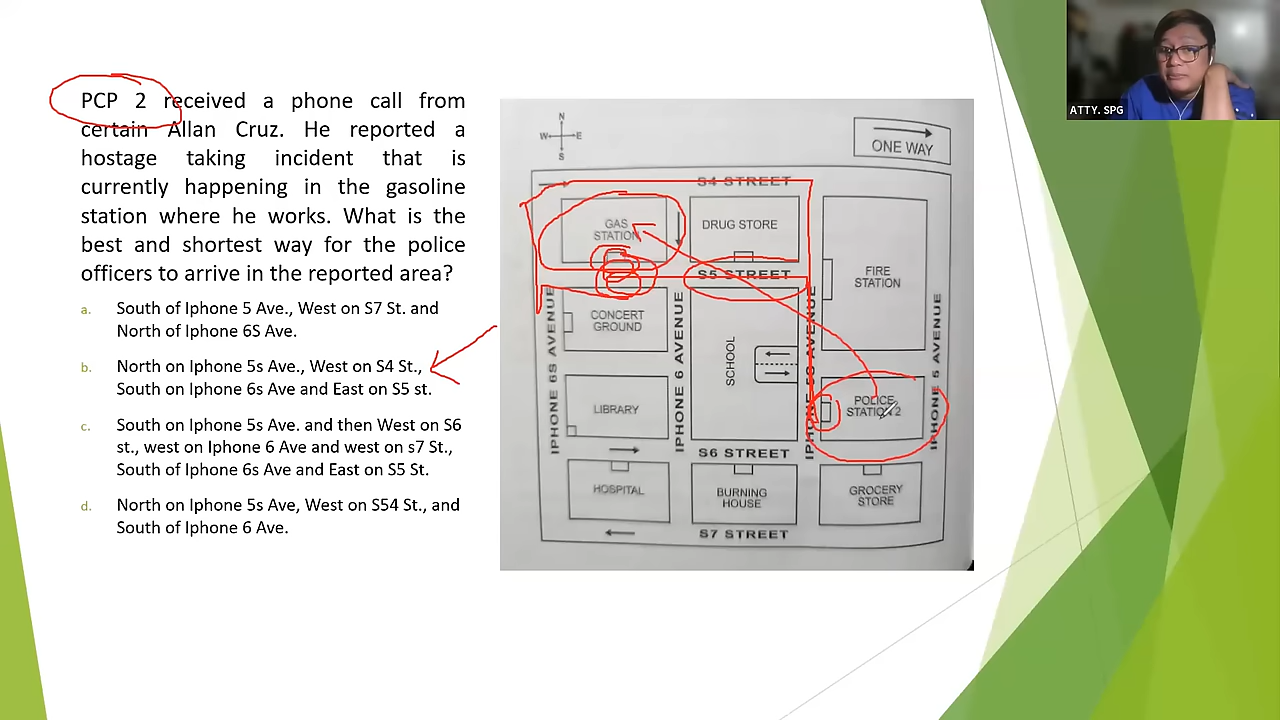 PCP 2 received a phone call from
certain Allan Cruz. He reported a
hostage taking incident that is
currently happening in the gasoline
station where he works. What is the
best and shortest way for the police
officers to arrive in the reported area?
a. South of Iphone 5 Ave., West on S7 St. and
North of Iphone 6S Ave.
b. North on Iphone 5s Ave., West on S4 St.,
South on Iphone 6s Ave and East on S5 st.
c. South on Iphone 5s Ave. and then West on S6
st., west on Iphone 6 Ave and west on s7 St.,
South of Iphone 6s Ave and East on S5 St.
d. North on Iphone 5s Ave, West on S54 St., and
South of Iphone 6 Ave.
N
W E
S
ONE WAY
S4 STREET
GAS
STATION
DRUG STORE
FIRE
STATION
S5 STREET
CONCERT
GROUND
SCHOOL
IPHONE 6S AVENUE
IPHONE 6 AVENUE
IPHONE 5S AVENUE
IPHONE 5 AVENUE
LIBRARY
POLICE
STATION 2
S6 STREET
HOSPITAL
BURNING
HOUSE
GROCERY
STORE
S7 STREET
ATTY. SPG